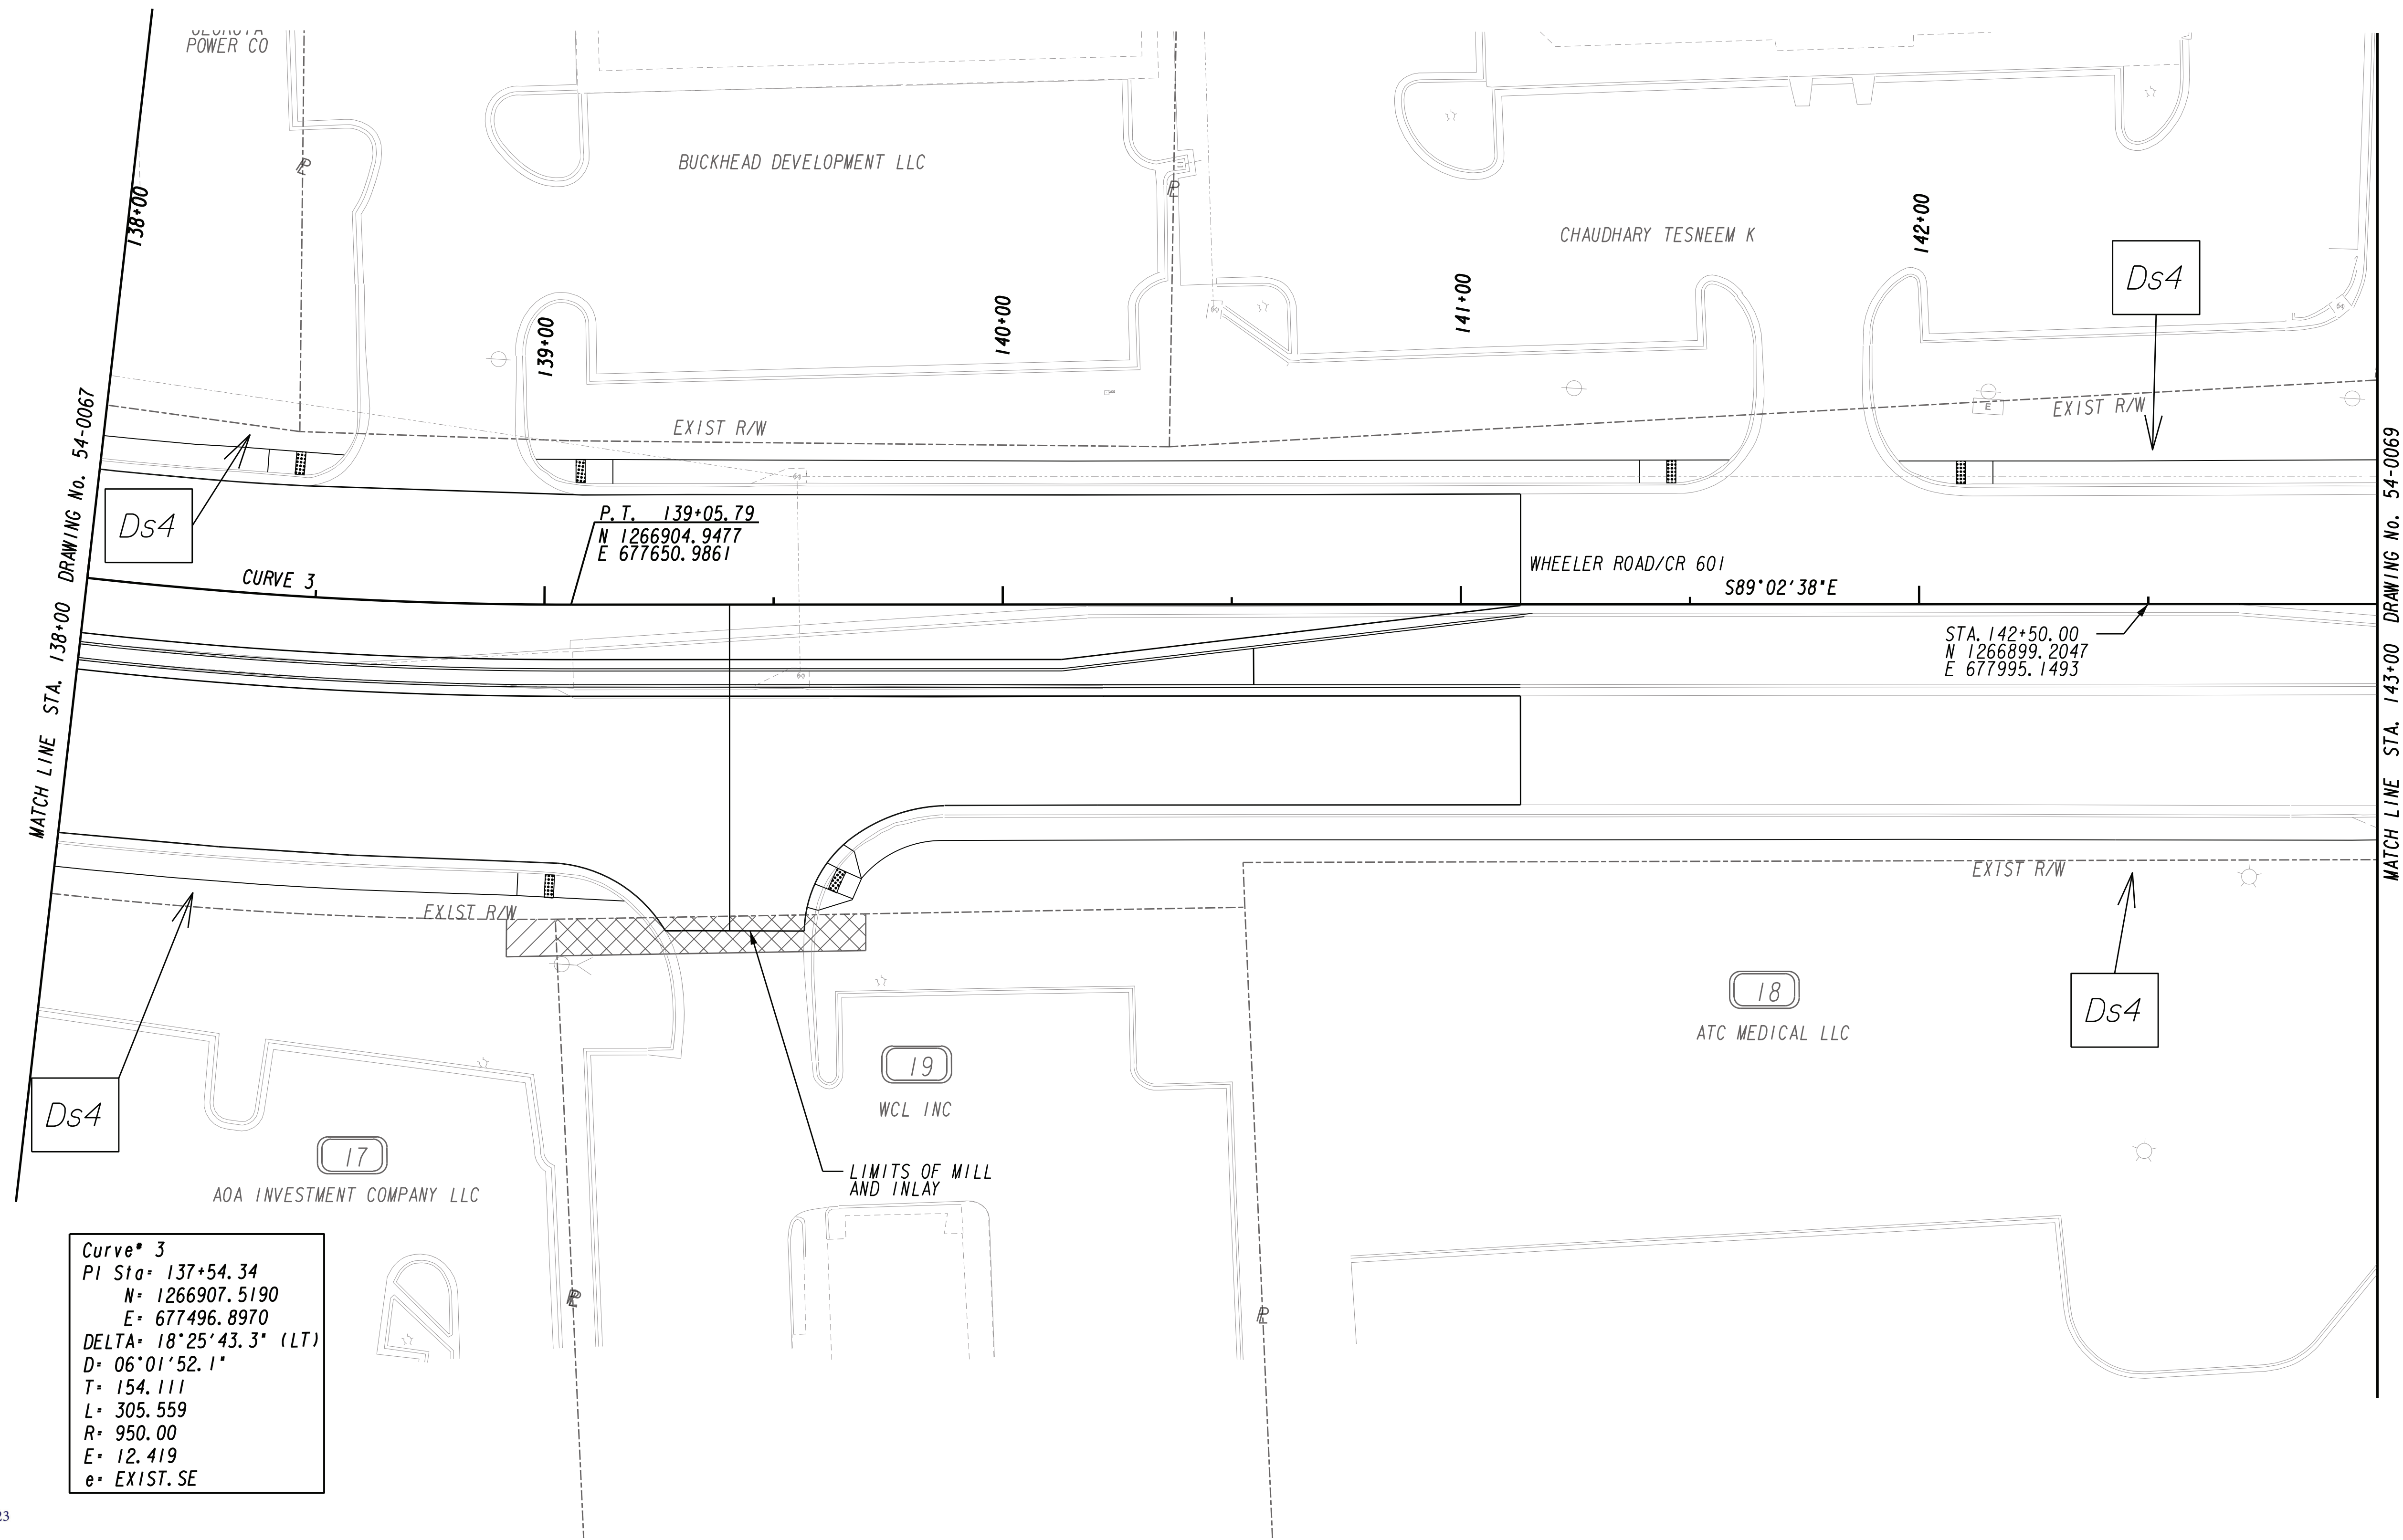 POWER CO
BUCKHEAD DEVELOPMENT LLC
CHAUDHARY TESNEEM K
138+00
139+00
140+00
141+00
142+00
Ds4
EXIST R/W
EXIST R/W
E
Ds4
P.T. 139+05.79
N 1266904.9477
E 677650.9861
WHEELER ROAD/CR 601
CURVE 3
S89°02'38"E
STA. 142+50.00
N 1266899.2047
E 677995.1493
MATCH LINE STA. 138+00 DRAWING No. 54-0067
MATCH LINE STA. 143+00 DRAWING No. 54-0069
EXIST R/W
EXIST R/W
18
ATC MEDICAL LLC
Ds4
19
WCL INC
Ds4
17
AOA INVESTMENT COMPANY LLC
LIMITS OF MILL
AND INLAY
Curve# 3
PI Sta= 137+54.34
N= 1266907.5190
E= 677496.8970
DELTA= 18°25'43.3" (LT)
D= 06°01'52.1"
T= 154.111
L= 305.559
R= 950.00
E= 12.419
e= EXIST.SE